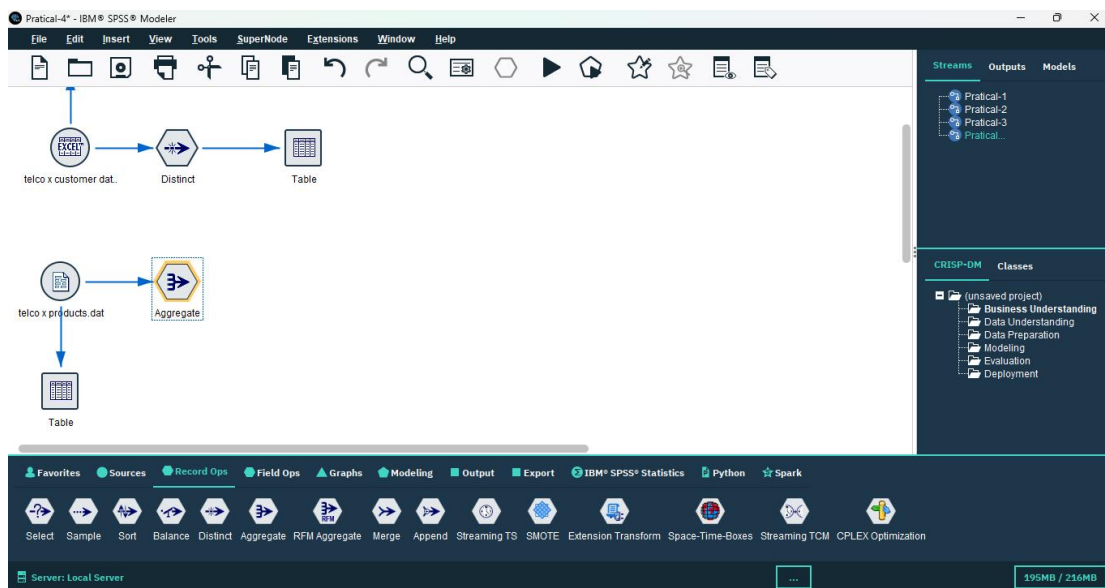 Pratical-4* - IBM® SPSS® Modeler
File Edit Insert View Tools SuperNode Extensions Window Help
Streams Outputs Models
Pratical-1
Pratical-2
Pratical-3
Pratical...
EXCEL
telco x customer dat..
Distinct
Table
telco x products.dat
Aggregate
Table
CRISP-DM Classes
(unsaved project)
Business Understanding
Data Understanding
Data Preparation
Modeling
Evaluation
Deployment
Favorites Sources Record Ops Field Ops Graphs Modeling Output Export IBM® SPSS® Statistics Python Spark
RFM
Select Sample Sort Balance Distinct Aggregate RFM Aggregate Merge Append Streaming TS SMOTE Extension Transform Space-Time-Boxes Streaming TCM CPLEX Optimization
Server: Local Server
...
195MB / 216MB